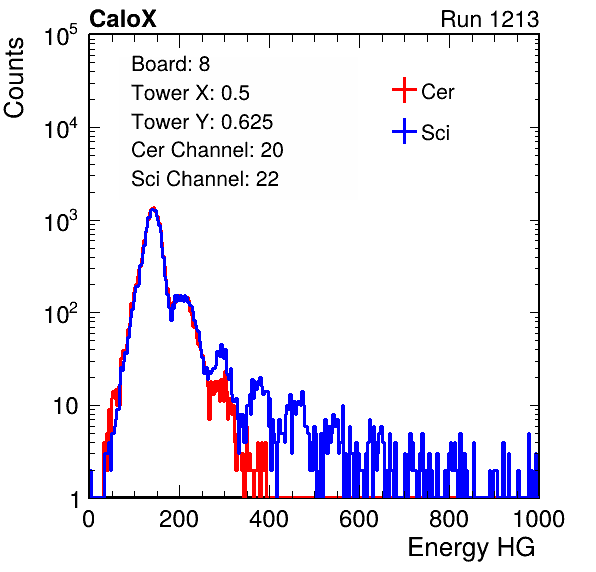 CaloX Run 1213
Counts
Board: 8
Tower X: 0.5
Tower Y: 0.625
Cer Channel: 20
Sci Channel: 22
Cer
Sci
10^5
10^4
10^3
10^2
10
1
0 200 400 600 800 1000
Energy HG